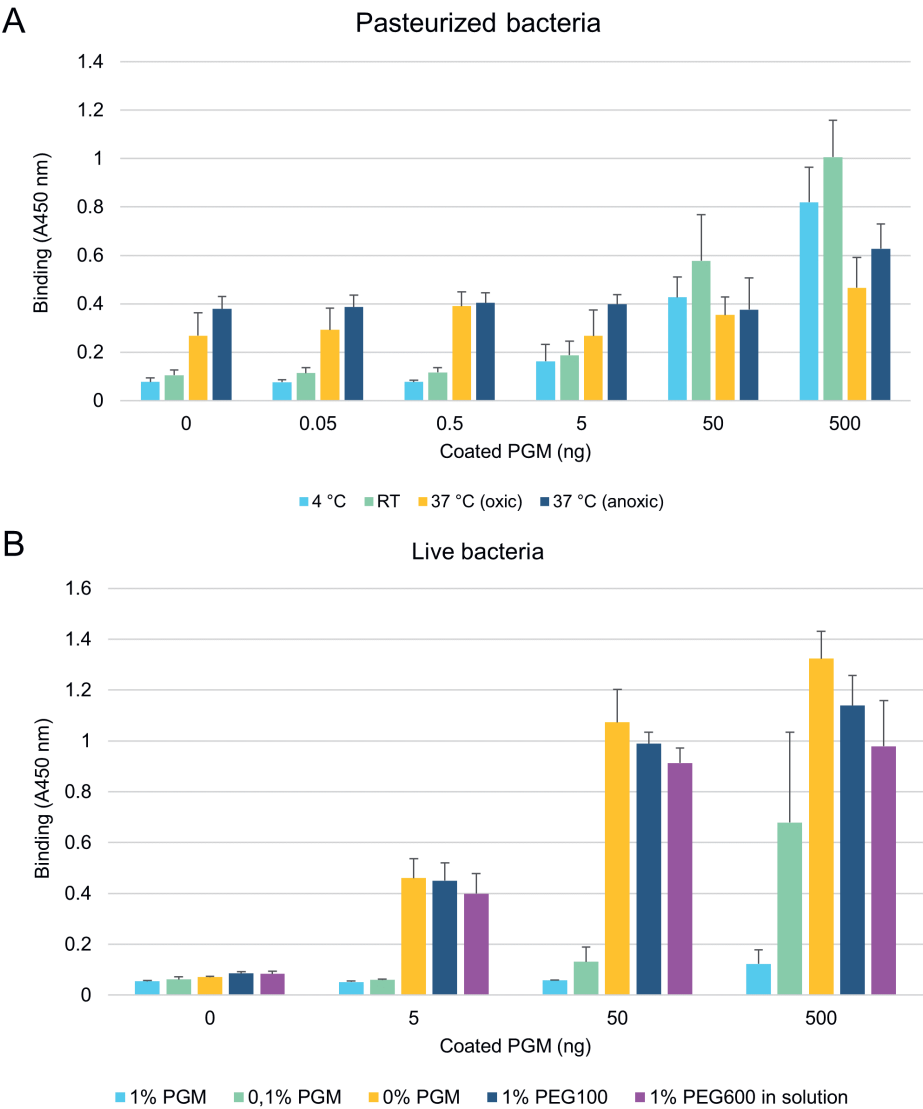 A
Pasteurized bacteria
1.4
1.2
1
0.8
0.6
0.4
0.2
0
Binding (A450 nm)
0 0.05 0.5 5 50 500
Coated PGM (ng)
4 °C RT 37 °C (oxic) 37 °C (anoxic)
B
Live bacteria
1.6
1.4
1.2
1
0.8
0.6
0.4
0.2
0
Binding (A450 nm)
0 5 50 500
Coated PGM (ng)
1% PGM 0,1% PGM 0% PGM 1% PEG100 1% PEG600 in solution